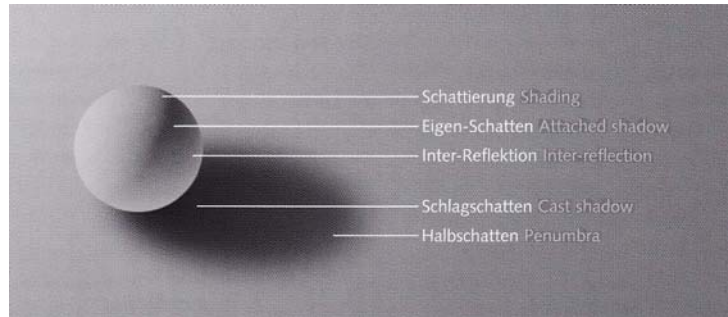 Schattierung Shading
Eigen-Schatten Attached shadow
Inter-Reflektion Inter-reflection
Schlagschatten Cast shadow
Halbschatten Penumbra